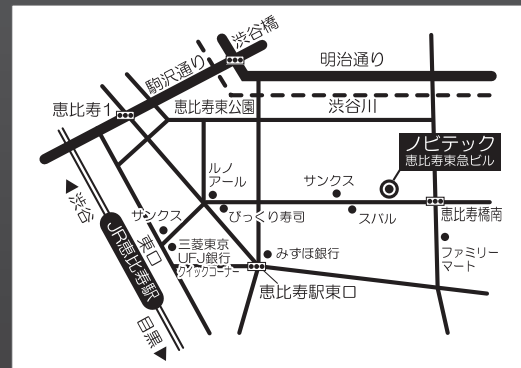 渋谷橋
駒沢通り
明治通り
恵比寿1
恵比寿東公園
渋谷川
ノビテック
恵比寿東急ビル
ルノ
アール
サンクス
渋谷
サンクス
びっくり寿司
スバル
恵比寿橋南
JR恵比寿駅
東口
三菱東京
UFJ銀行
クイックコーナー
みずほ銀行
ファミリー
マート
恵比寿駅東口
目黒